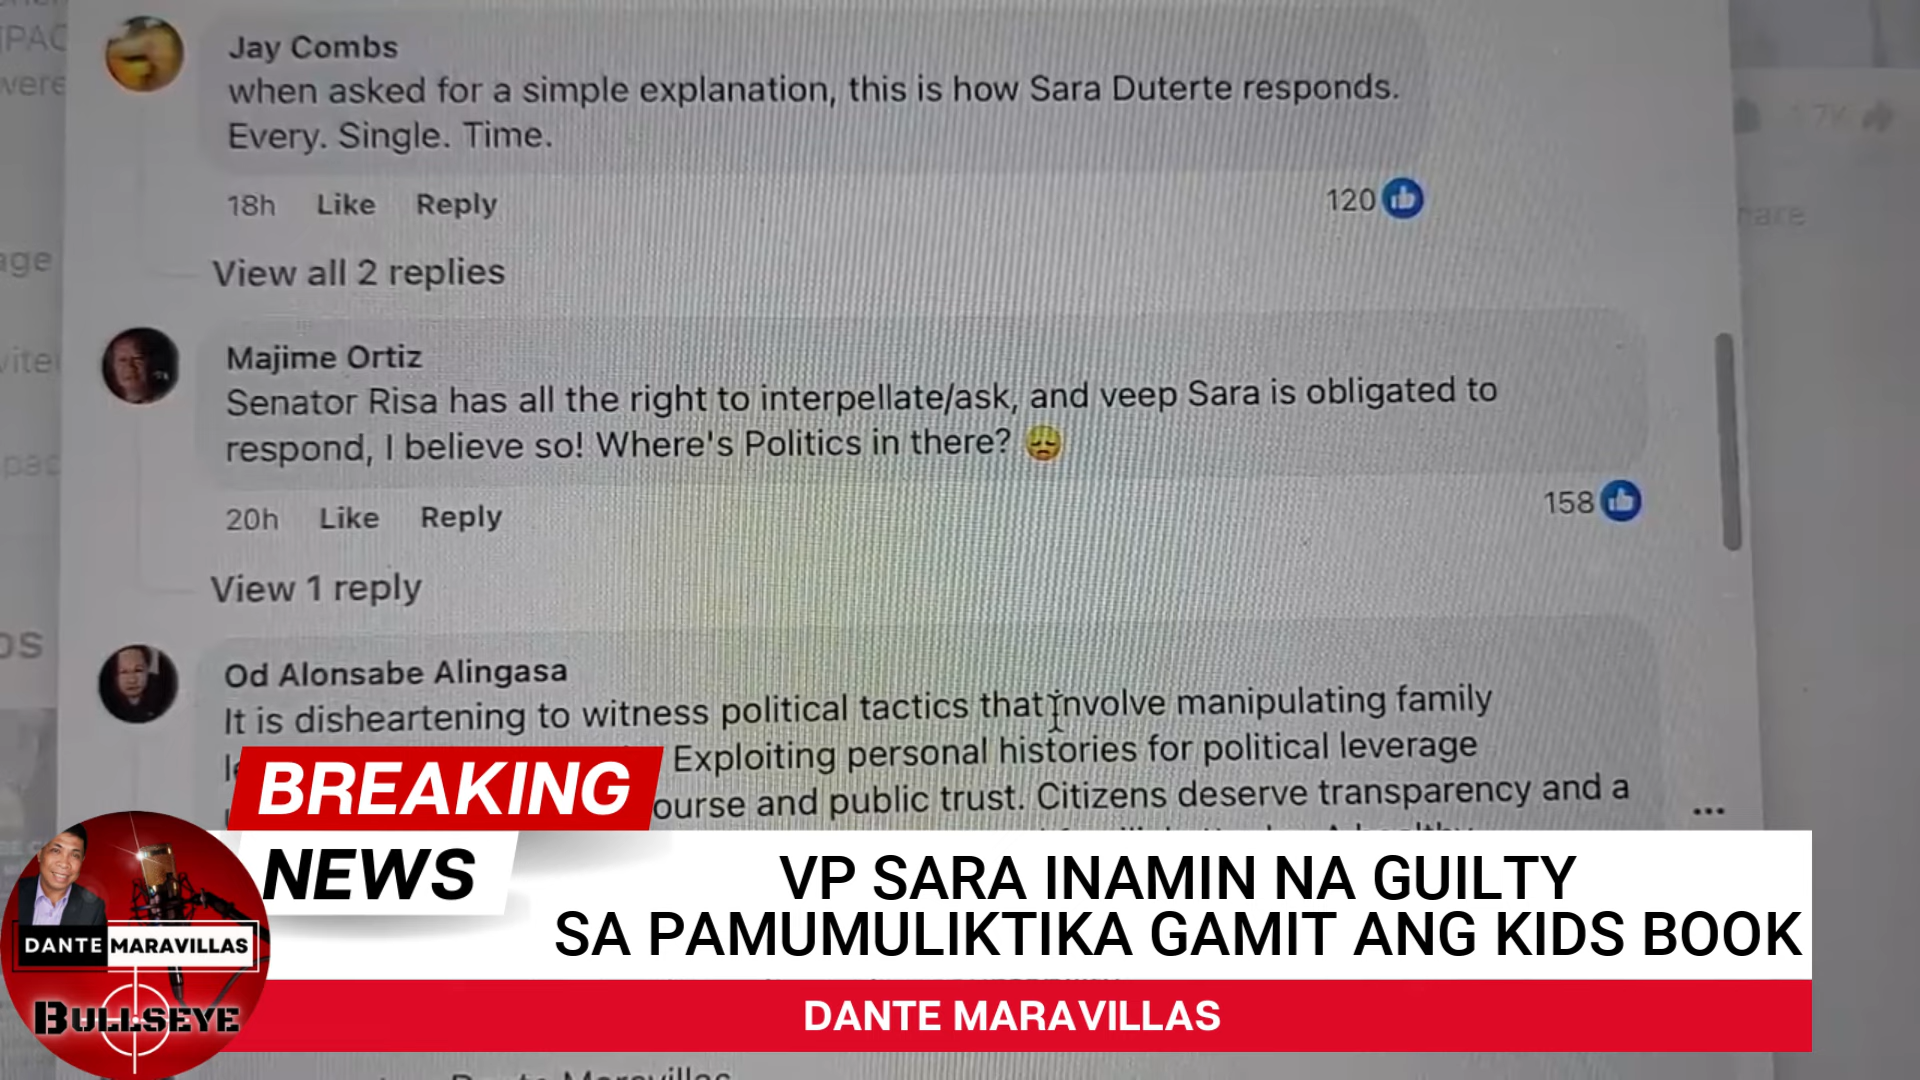 Jay Combs
when asked for a simple explanation, this is how Sara Duterte responds.
Every. Single. Time.
18h Like Reply 120
View all 2 replies
Majime Ortiz
Senator Risa has all the right to interpellate/ask, and veep Sara is obligated to
respond, I believe so! Where's Politics in there?
20h Like Reply 158
View 1 reply
Od Alonsabe Alingasa
It is disheartening to witness political tactics that involve manipulating family
Exploiting personal histories for political leverage
ourse and public trust. Citizens deserve transparency and a
...
BREAKING
NEWS
VP SARA INAMIN NA GUILTY
SA PAMUMULIKTIKA GAMIT ANG KIDS BOOK
DANTE MARAVILLAS
DANTE MARAVILLAS
BULLSEYE